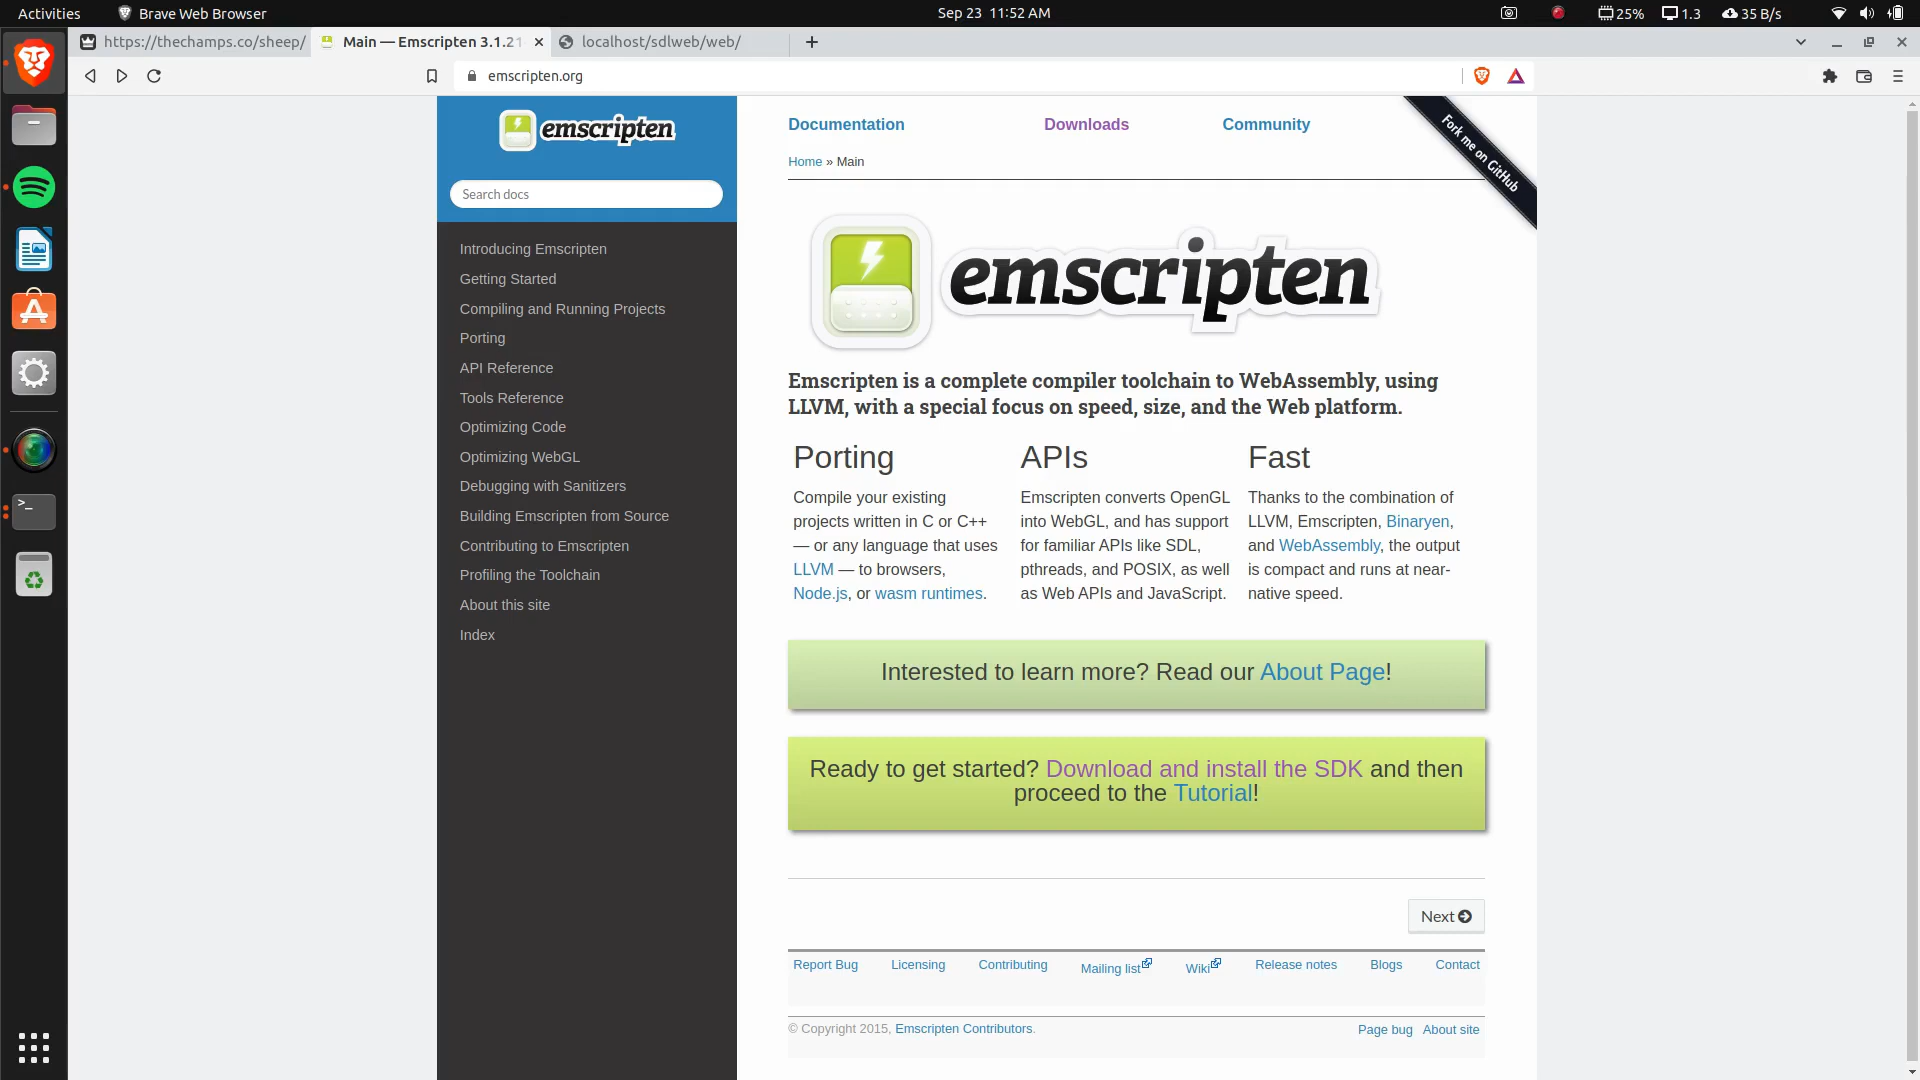 Activities
Brave Web Browser
Sep 23 11:52 AM
25%
1.3
35 B/s
https://thechamps.co/sheep/
Main — Emscripten 3.1.21
localhost/sdlweb/web/
emscripten.org
emscripten
Search docs
Introducing Emscripten
Getting Started
Compiling and Running Projects
Porting
API Reference
Tools Reference
Optimizing Code
Optimizing WebGL
Debugging with Sanitizers
Building Emscripten from Source
Contributing to Emscripten
Profiling the Toolchain
About this site
Index
Documentation
Downloads
Community
Fork me on GitHub
Home » Main
emscripten
Emscripten is a complete compiler toolchain to WebAssembly, using
LLVM, with a special focus on speed, size, and the Web platform.
Porting
Compile your existing
projects written in C or C++
— or any language that uses
LLVM — to browsers,
Node.js, or wasm runtimes.
APIs
Emscripten converts OpenGL
into WebGL, and has support
for familiar APIs like SDL,
pthreads, and POSIX, as well
as Web APIs and JavaScript.
Fast
Thanks to the combination of
LLVM, Emscripten, Binaryen,
and WebAssembly, the output
is compact and runs at near-
native speed.
Interested to learn more? Read our About Page!
Ready to get started? Download and install the SDK and then
proceed to the Tutorial!
Next
Report Bug
Licensing
Contributing
Mailing list
Wiki
Release notes
Blogs
Contact
© Copyright 2015, Emscripten Contributors.
Page bug
About site